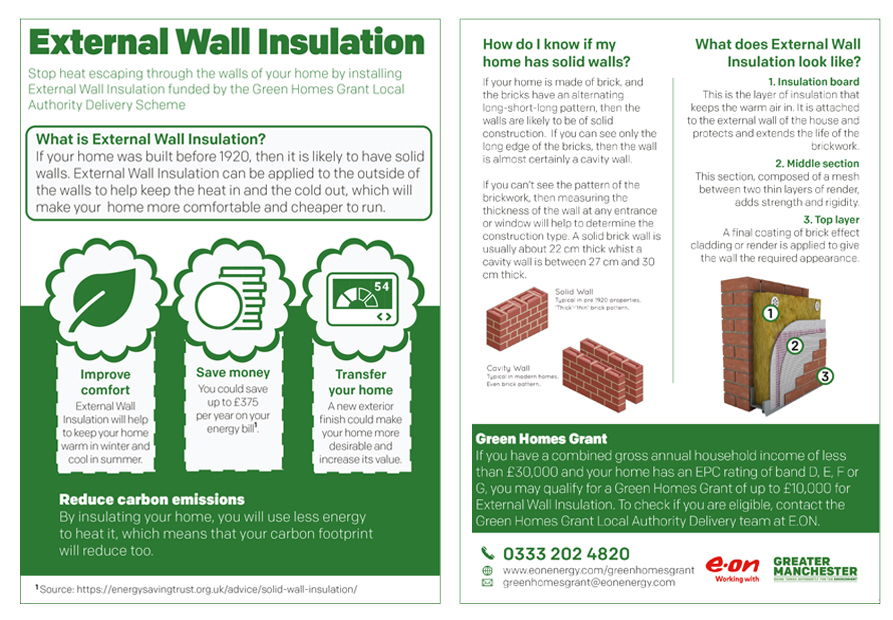 External Wall Insulation
Stop heat escaping through the walls of your home by installing
External Wall Insulation funded by the Green Homes Grant Local
Authority Delivery Scheme
What is External Wall Insulation?
If your home was built before 1920, then it is likely to have solid
walls. External Wall Insulation can be applied to the outside of
the walls to help keep the heat in and the cold out, which will
make your home more comfortable and cheaper to run.
54
<>
Improve
comfort
External Wall
Insulation will help
to keep your home
warm in winter and
cool in summer.
Save money
You could save
up to £375
per year on your
energy bill¹.
Transfer
your home
A new exterior
finish could make
your home more
desirable and
increase its value.
Reduce carbon emissions
By insulating your home, you will use less energy
to heat it, which means that your carbon footprint
will reduce too.
¹ Source: https://energysavingtrust.org.uk/advice/solid-wall-insulation/
How do I know if my
home has solid walls?
If your home is made of brick, and
the bricks have an alternating
long-short-long pattern, then the
walls are likely to be of solid
construction. If you can see only the
long edge of the bricks, then the wall
is almost certainly a cavity wall.
If you can't see the pattern of the
brickwork, then measuring the
thickness of the wall at any entrance
or window will help to determine the
construction type. A solid brick wall is
usually about 22 cm thick whist a
cavity wall is between 27 cm and 30
cm thick.
Solid Wall
Typical in pre 1920 properties,
'Thick' 'thin' brick pattern.
Cavity Wall
Typical in modern homes,
Even brick pattern.
What does External Wall
Insulation look like?
1. Insulation board
This is the layer of insulation that
keeps the warm air in. It is attached
to the external wall of the house and
protects and extends the life of the
brickwork.
2. Middle section
This section, composed of a mesh
between two thin layers of render,
adds strength and rigidity.
3. Top layer
A final coating of brick effect
cladding or render is applied to give
the wall the required appearance.
1
2
3
Green Homes Grant
If you have a combined gross annual household income of less
than £30,000 and your home has an EPC rating of band D, E, F or
G, you may qualify for a Green Homes Grant of up to £10,000 for
External Wall Insulation. To check if you are eligible, contact the
Green Homes Grant Local Authority Delivery team at E.ON.
0333 202 4820
www.eonenergy.com/greenhomesgrant
greenhomesgrant@eonenergy.com
e·on
Working with
GREATER
MANCHESTER